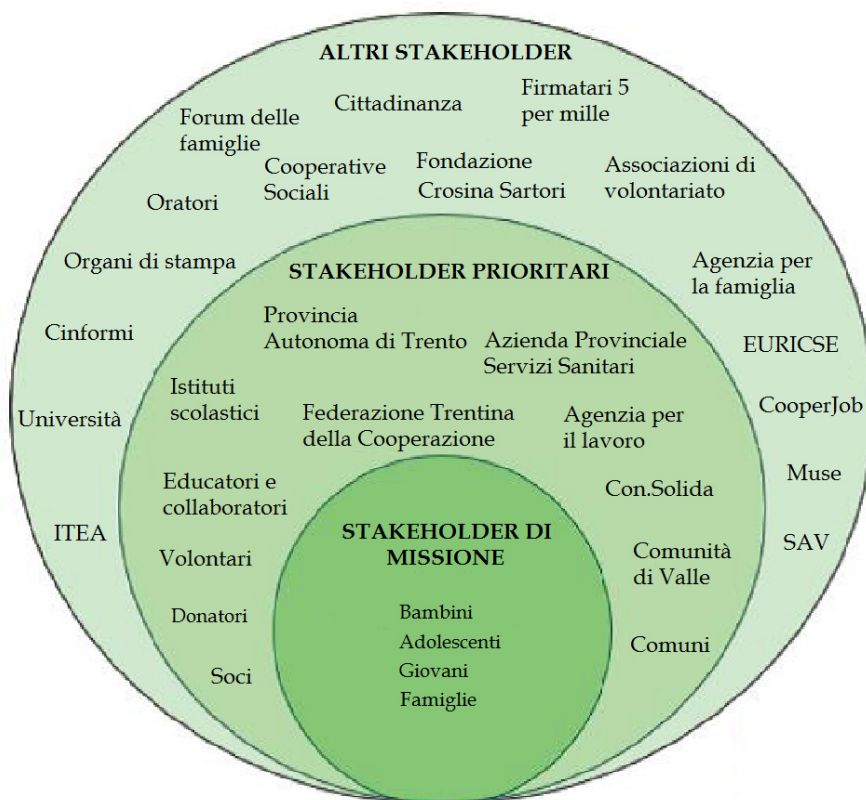 ALTRI STAKEHOLDER
Forum delle
famiglie
Cittadinanza
Firmatari 5
per mille
Oratori
Cooperative
Sociali
Fondazione
Crosina Sartori
Associazioni di
volontariato
Organi di stampa
Agenzia per
la famiglia
Cinformi
EURICSE
Università
CooperJob
Muse
ITEA
SAV
STAKEHOLDER PRIORITARI
Provincia
Autonoma di Trento
Azienda Provinciale
Servizi Sanitari
Istituti
scolastici
Federazione Trentina
della Cooperazione
Agenzia per
il lavoro
Educatori e
collaboratori
Con.Solida
Volontari
Comunità
di Valle
Donatori
Comuni
Soci
STAKEHOLDER DI
MISSIONE
Bambini
Adolescenti
Giovani
Famiglie